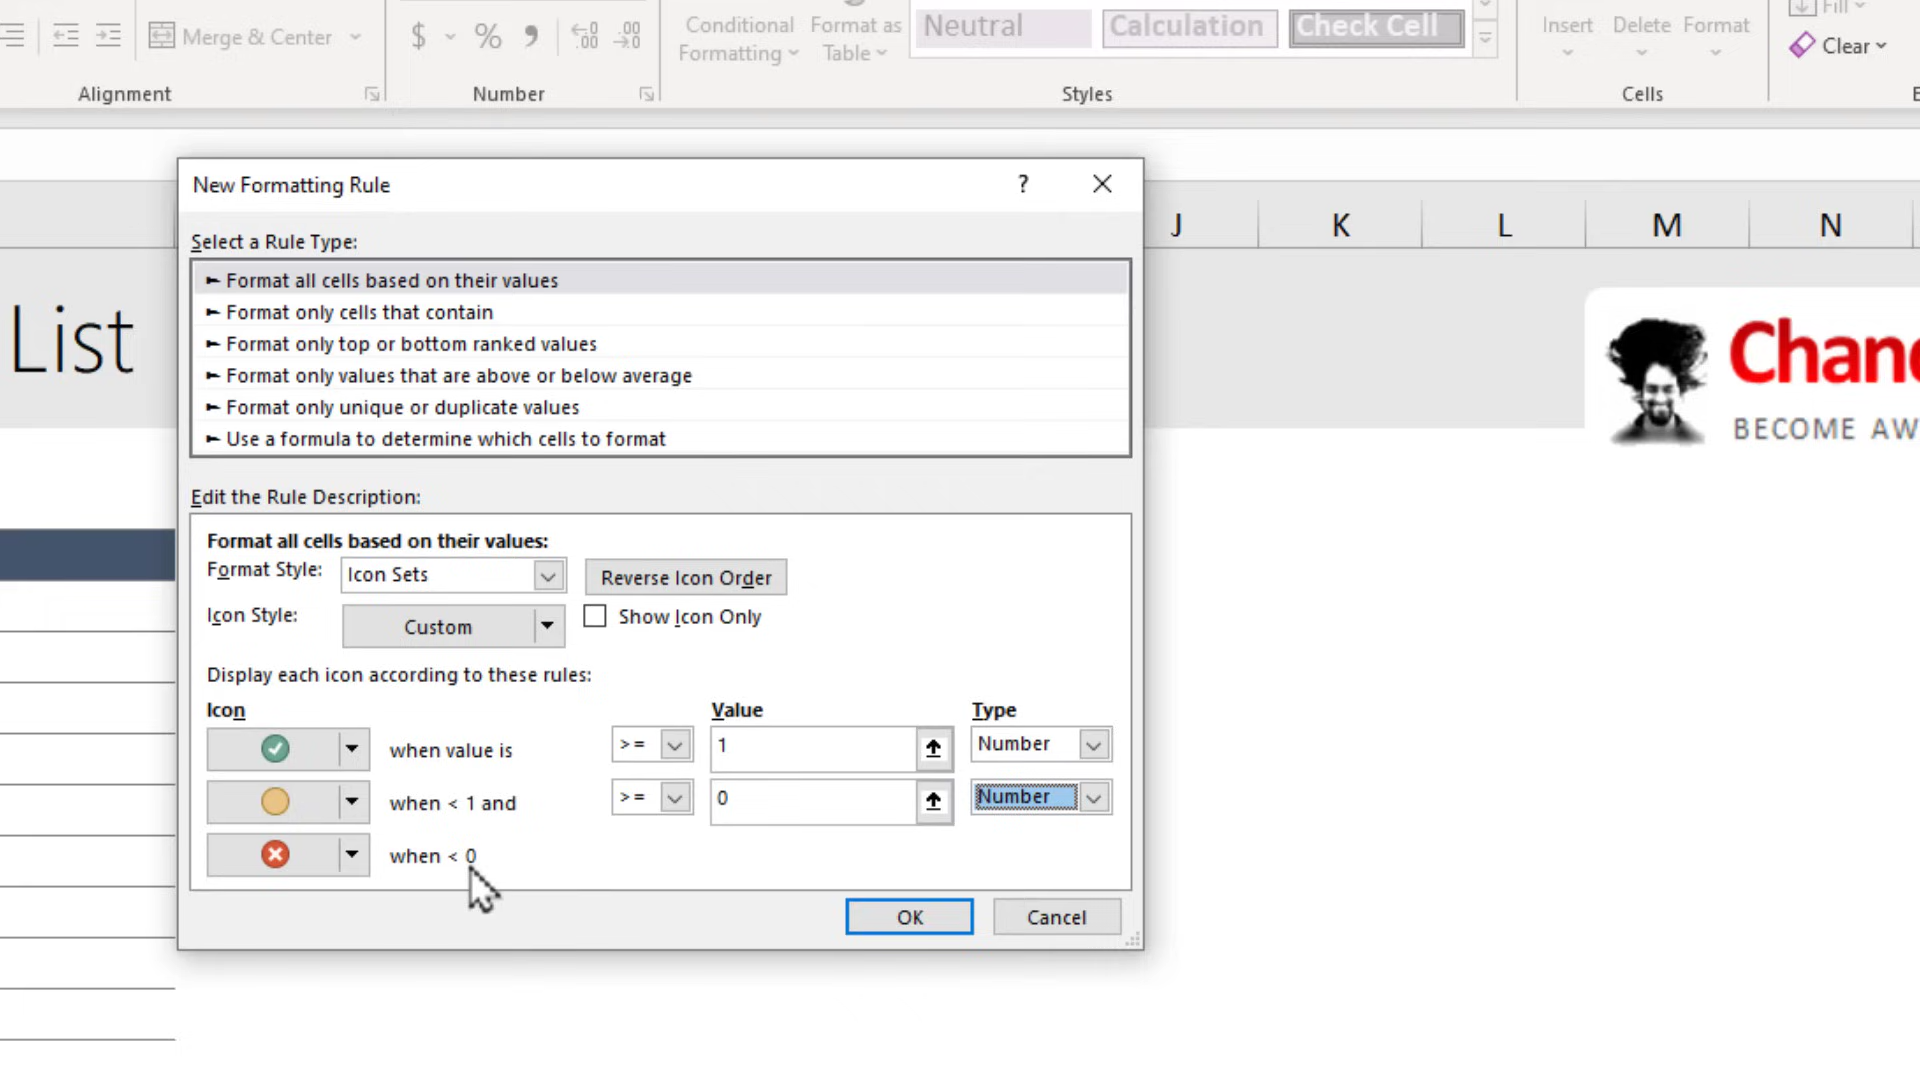 Merge & Center
$ % ,
Conditional
Formatting
Format as
Table
Neutral
Calculation
Check Cell
Insert
Delete
Format
Fill
Clear
Alignment
Number
Styles
Cells
New Formatting Rule
?
J
K
L
M
N
List
BECOME
Select a Rule Type:
► Format all cells based on their values
► Format only cells that contain
► Format only top or bottom ranked values
► Format only values that are above or below average
► Format only unique or duplicate values
► Use a formula to determine which cells to format
Edit the Rule Description:
Format all cells based on their values:
Format Style:
Icon Sets
Reverse Icon Order
Icon Style:
Custom
Show Icon Only
Display each icon according to these rules:
Icon
Value
Type
when value is
>=
1
Number
when < 1 and
>=
0
Number
when < 0
OK
Cancel